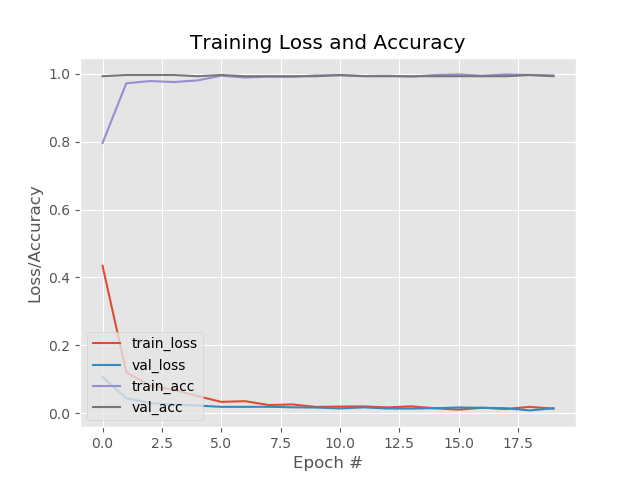 Training Loss and Accuracy
1.0
0.8
0.6
0.4
0.2
0.0
Loss/Accuracy
train_loss
val_loss
train_acc
val_acc
0.0 2.5 5.0 7.5 10.0 12.5 15.0 17.5
Epoch #